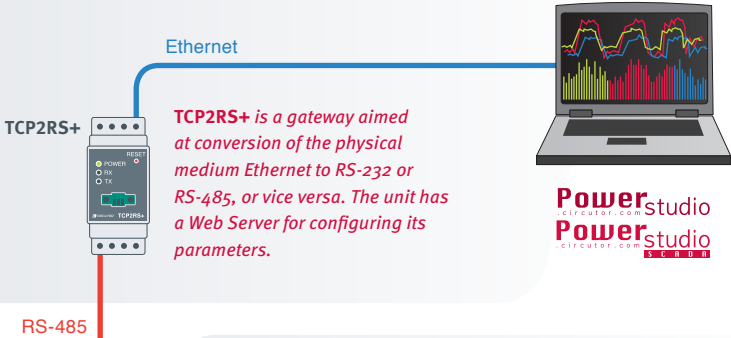 Ethernet
TCP2RS+
RESET
POWER
RX
TX
CIRCUTOR TCP2RS+
TCP2RS+ is a gateway aimed
at conversion of the physical
medium Ethernet to RS-232 or
RS-485, or vice versa. The unit has
a Web Server for configuring its
parameters.
Power studio
.circutor.com
Power studio
.circutor.com
SCADA
RS-485